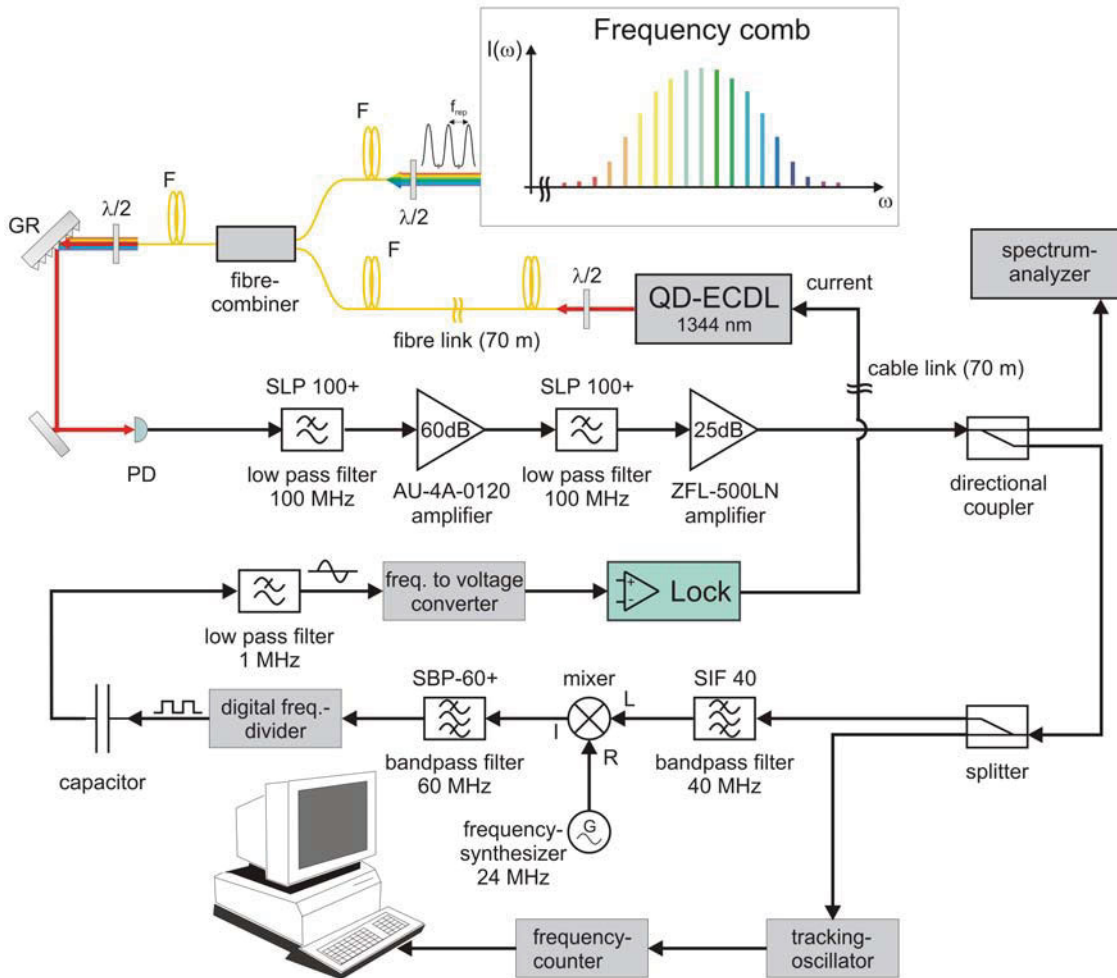 Frequency comb
I(ω)
ω
F
f_rep
λ/2
F
λ/2
GR
fibre-
combiner
F
λ/2
fibre link (70 m)
QD-ECDL
1344 nm
current
spectrum-
analyzer
cable link (70 m)
PD
SLP 100+
low pass filter
100 MHz
60dB
AU-4A-0120
amplifier
SLP 100+
low pass filter
100 MHz
25dB
ZFL-500LN
amplifier
directional
coupler
low pass filter
1 MHz
freq. to voltage
converter
+
-
Lock
capacitor
digital freq.-
divider
SBP-60+
bandpass filter
60 MHz
mixer
I
L
R
SIF 40
bandpass filter
40 MHz
splitter
G
frequency-
synthesizer
24 MHz
frequency-
counter
tracking-
oscillator